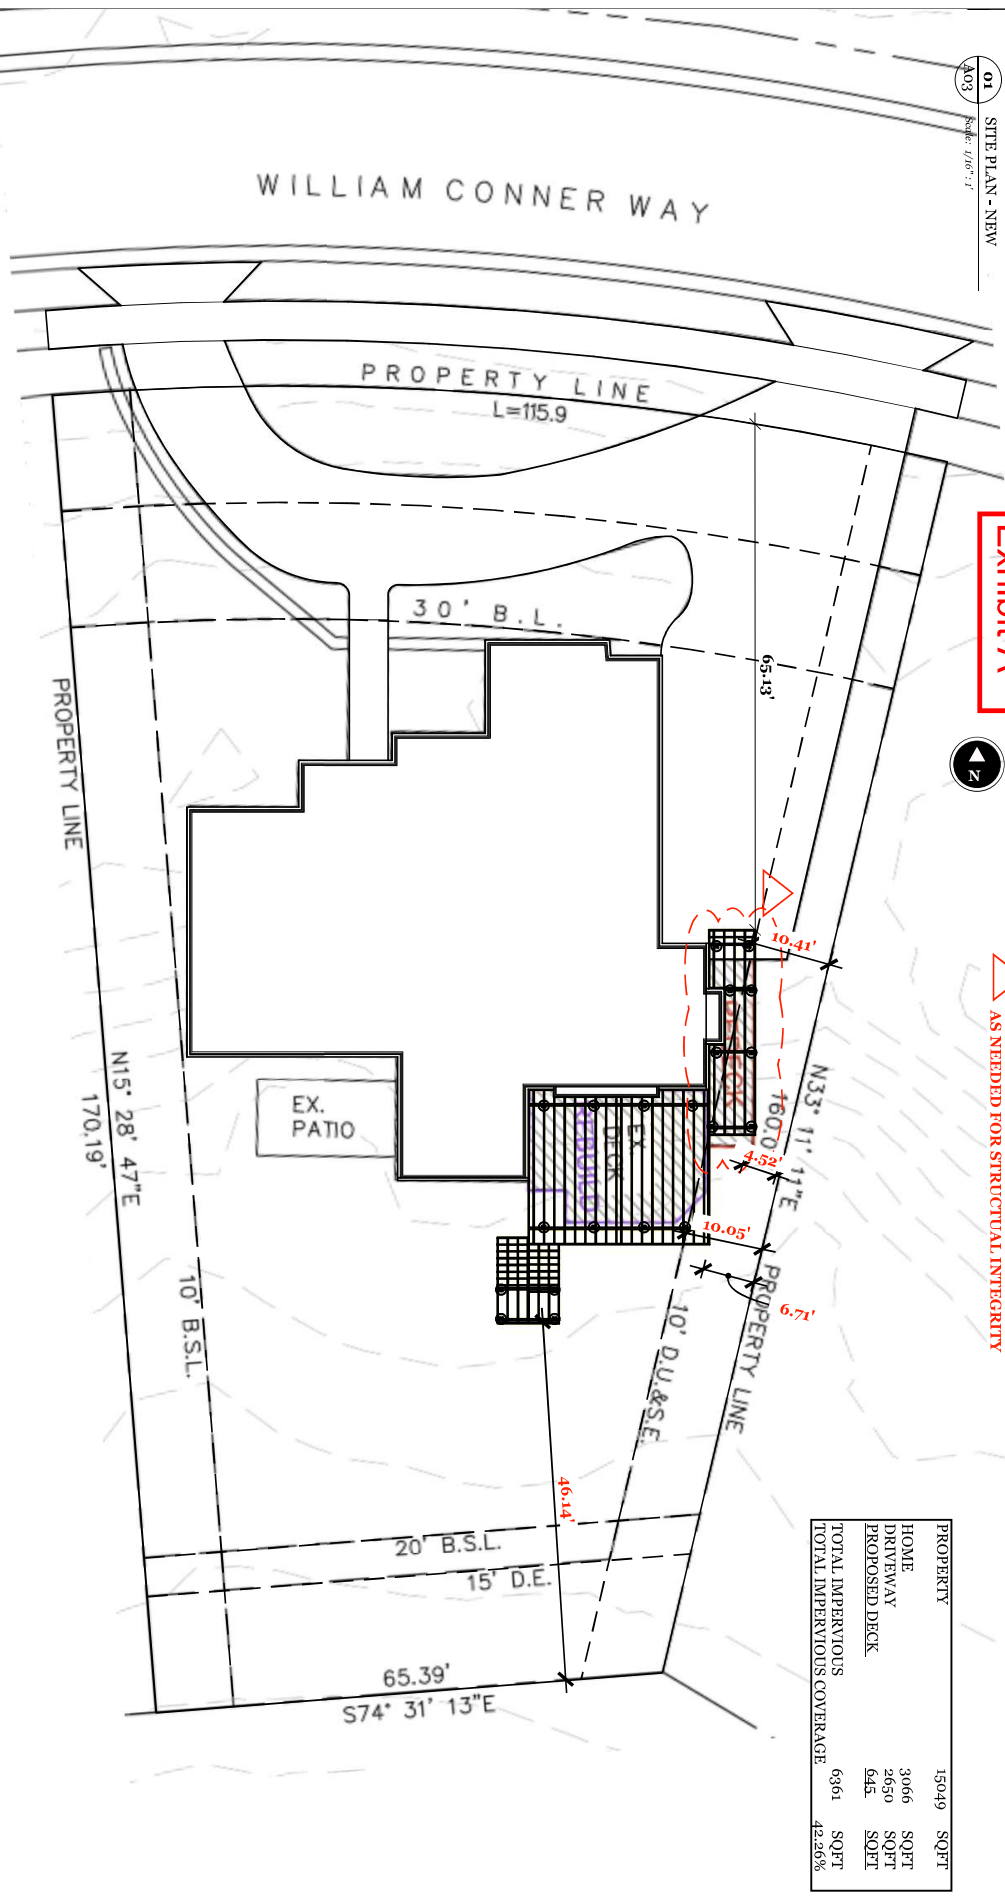 01
A03
SITE PLAN - NEW
Scale: 1/16" : 1'
WILLIAM CONNER WAY
PROPERTY LINE
L=115.9
Exhibit A
N
30' B.L.
65.13'
PROPERTY LINE
10.41'
AS NEEDED FOR STRUCTUAL INTEGRITY
DECK
N33° 11' 11"E
160.0
4.52'
N15° 28' 47"E
170.19'
EX.
PATIO
EX.
DECK
REBUILD
10.05'
6.71'
PROPERTY LINE
10' B.S.L.
10' D.U.&S.E.
46.14'
20' B.S.L.
15' D.E.
65.39'
S74° 31' 13"E
PROPERTY 15049 SQFT
HOME 3066 SQFT
DRIVEWAY 2650 SQFT
PROPOSED DECK 645 SQFT
TOTAL IMPERVIOUS 6361 SQFT
TOTAL IMPERVIOUS COVERAGE 42.26%